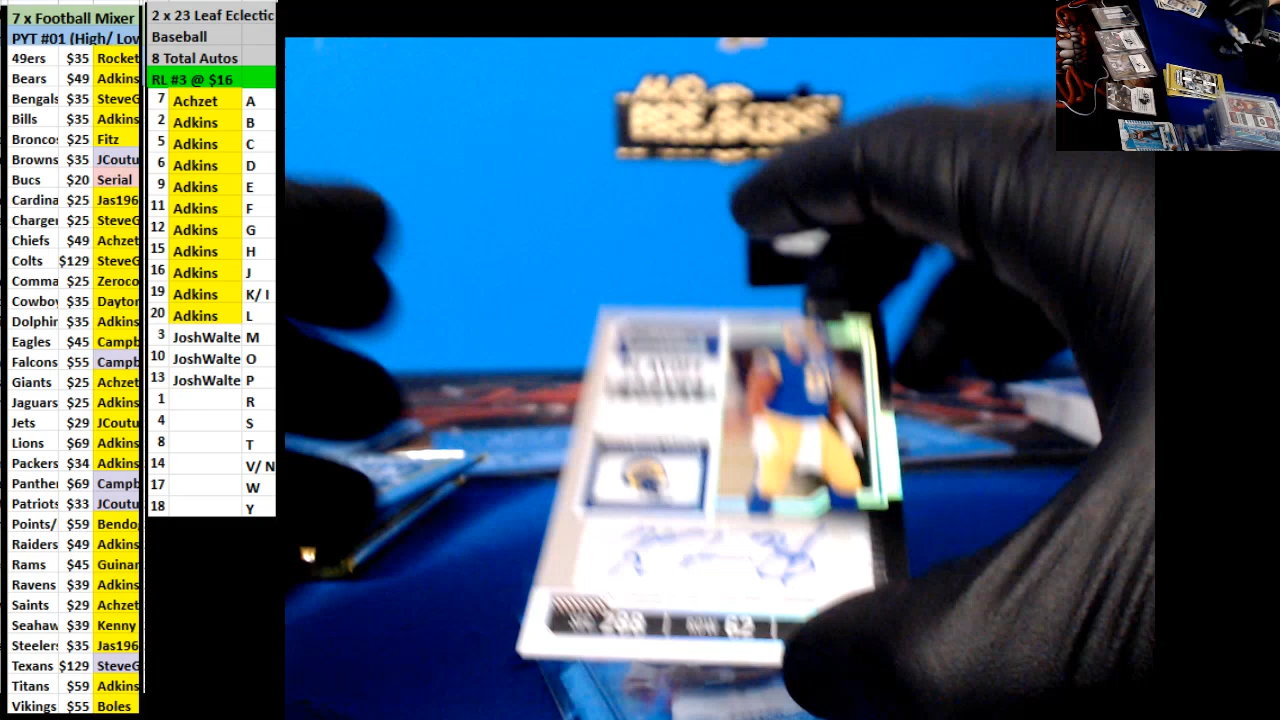 7 x Football Mixer
PYT #01 (High/ Lov
49ers $35 Rocket
Bears $49 Adkins
Bengals $35 SteveG
Bills $35 Adkins
Broncos $25 Fitz
Browns $35 JCoutu
Bucs $20 Serial
Cardina $25 Jas196
Charger $25 SteveG
Chiefs $49 Achzet
Colts $129 SteveG
Comma $25 Zeroco
Cowboy $35 Dayton
Dolphin $35 Adkins
Eagles $45 Campb
Falcons $55 Campb
Giants $25 Achzet
Jaguars $25 Adkins
Jets $29 JCoutu
Lions $69 Adkins
Packers $34 Adkins
Panthe $69 Campb
Patriots $33 JCoutu
Points/ $59 Bendo
Raiders $49 Adkins
Rams $45 Guinar
Ravens $39 Adkins
Saints $29 Achzet
Seahaw $39 Kenny
Steelers $35 Jas196
Texans $129 SteveG
Titans $59 Adkins
Vikings $55 Boles
2 x 23 Leaf Eclectic
Baseball
8 Total Autos
RL #3 @ $16
7 Achzet A
2 Adkins B
5 Adkins C
6 Adkins D
9 Adkins E
11 Adkins F
12 Adkins G
15 Adkins H
16 Adkins J
19 Adkins K/ I
20 Adkins L
3 JoshWalte M
10 JoshWalte O
13 JoshWalte P
1 R
4 S
8 T
14 V/ N
17 W
18 Y